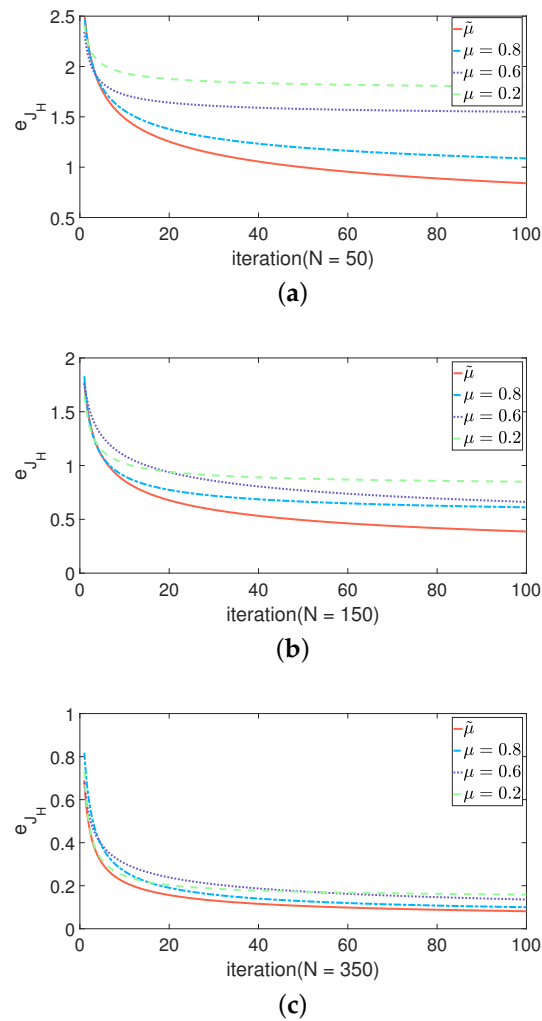 2.5
2
1.5
1
0.5
e_{J_H}
μ̃
μ = 0.8
μ = 0.6
μ = 0.2
0 20 40 60 80 100
iteration(N = 50)
(a)
2
1.5
1
0.5
0
e_{J_H}
μ̃
μ = 0.8
μ = 0.6
μ = 0.2
0 20 40 60 80 100
iteration(N = 150)
(b)
1
0.8
0.6
0.4
0.2
0
e_{J_H}
μ̃
μ = 0.8
μ = 0.6
μ = 0.2
0 20 40 60 80 100
iteration(N = 350)
(c)